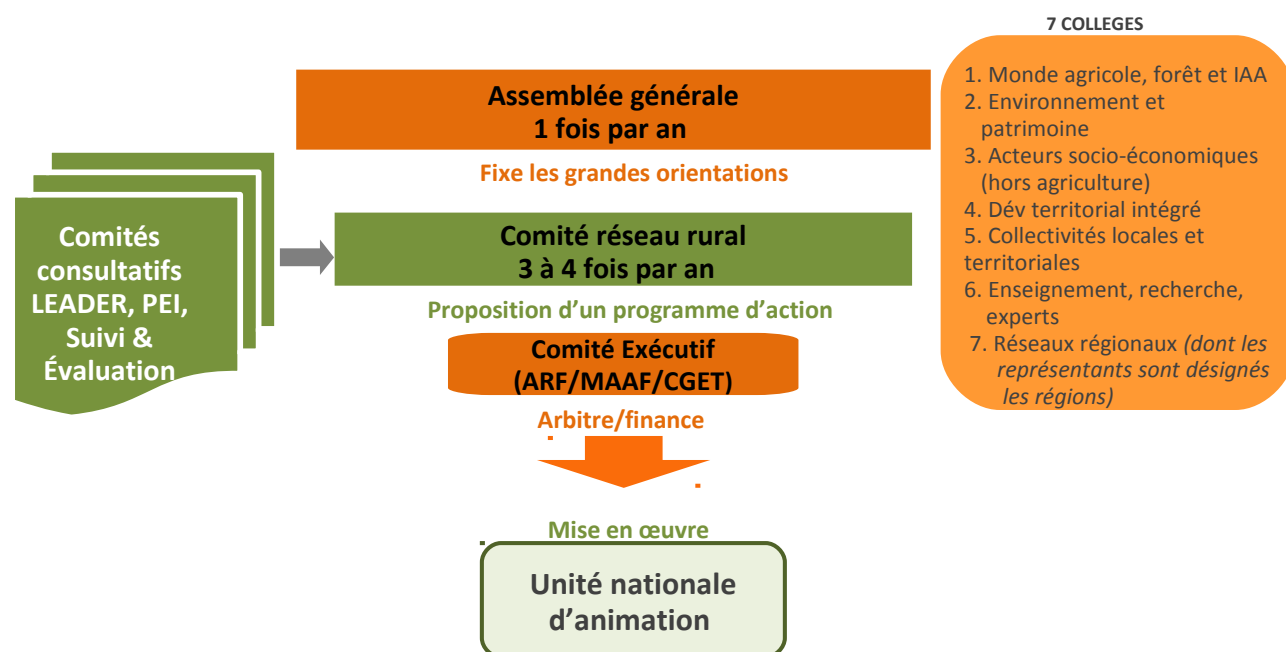 7 COLLEGES
Assemblée générale
1 fois par an
Fixe les grandes orientations
1. Monde agricole, forêt et IAA
2. Environnement et
patrimoine
3. Acteurs socio-économiques
(hors agriculture)
4. Dév territorial intégré
5. Collectivités locales et
territoriales
6. Enseignement, recherche,
experts
7. Réseaux régionaux (dont les
représentants sont désignés
les régions)
Comités
consultatifs
LEADER, PEI,
Suivi &
Évaluation
Comité réseau rural
3 à 4 fois par an
Proposition d’un programme d’action
Comité Exécutif
(ARF/MAAF/CGET)
Arbitre/finance
Mise en œuvre
Unité nationale
d’animation